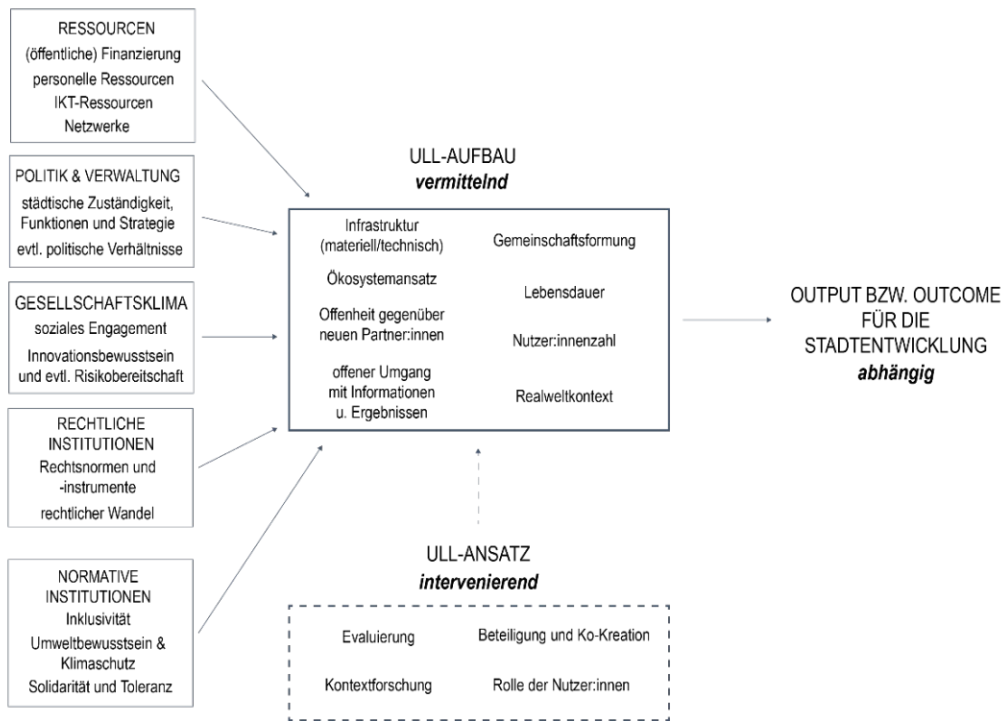 RESSOURCEN
(öffentliche) Finanzierung
personelle Ressourcen
IKT-Ressourcen
Netzwerke
POLITIK & VERWALTUNG
städtische Zuständigkeit,
Funktionen und Strategie
evtl. politische Verhältnisse
GESELLSCHAFTSKLIMA
soziales Engagement
Innovationsbewusstsein
und evtl. Risikobereitschaft
RECHTLICHE
INSTITUTIONEN
Rechtsnormen und
-instrumente
rechtlicher Wandel
NORMATIVE
INSTITUTIONEN
Inklusivität
Umweltbewusstsein &
Klimaschutz
Solidarität und Toleranz
ULL-AUFBAU
vermittelnd
Infrastruktur
(materiell/technisch)
Ökosystemansatz
Offenheit gegenüber
neuen Partner:innen
offener Umgang
mit Informationen
u. Ergebnissen
Gemeinschaftsformung
Lebensdauer
Nutzer:innenzahl
Realweltkontext
ULL-ANSATZ
intervenierend
Evaluierung
Beteiligung und Ko-Kreation
Kontextforschung
Rolle der Nutzer:innen
OUTPUT BZW. OUTCOME
FÜR DIE
STADTENTWICKLUNG
abhängig